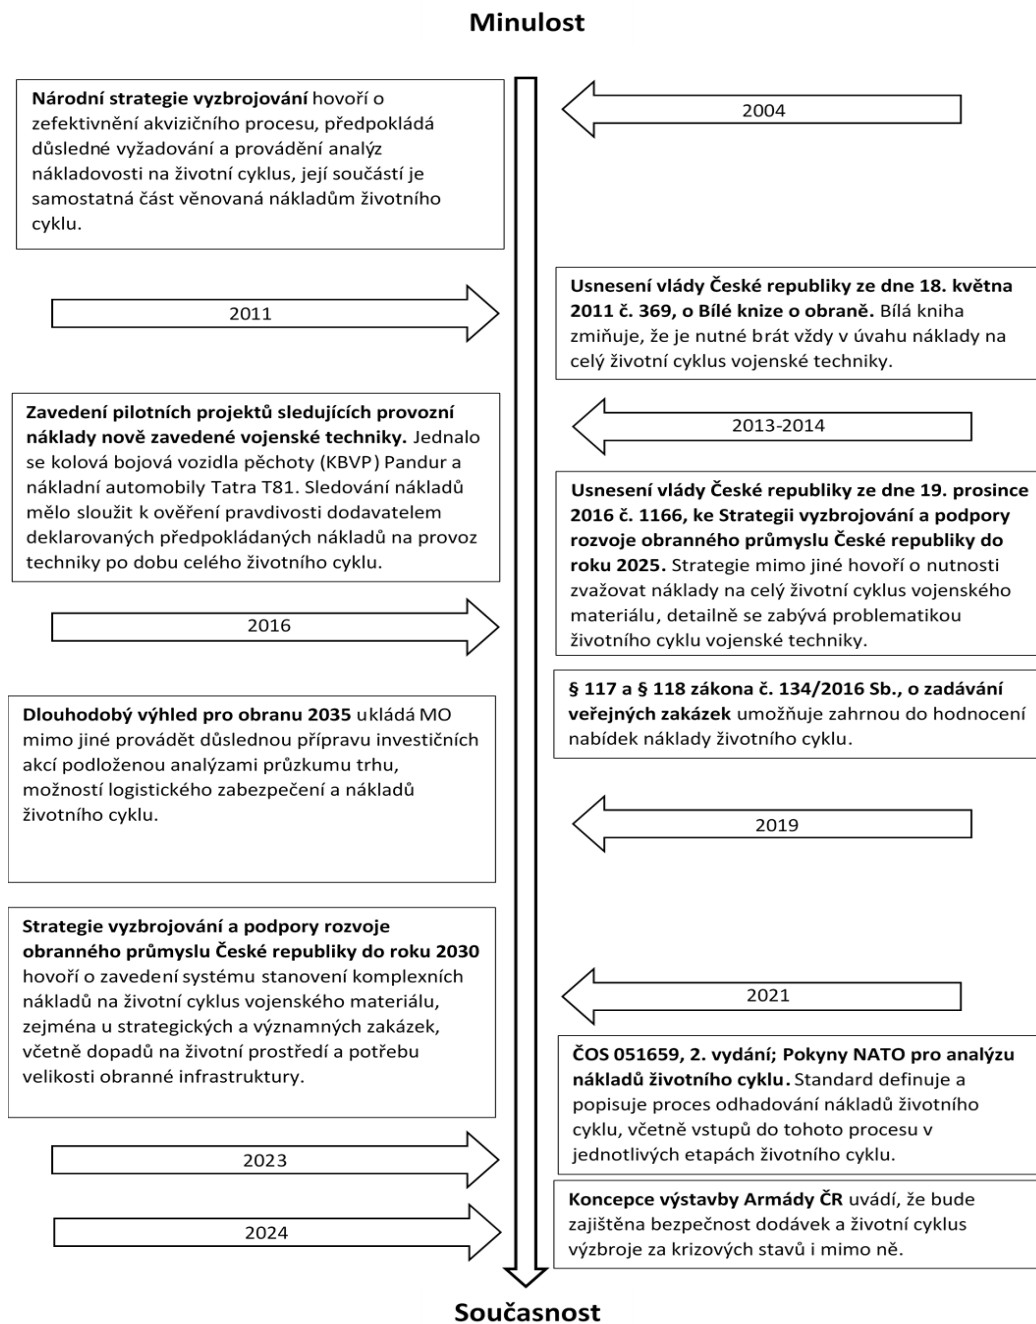 Minulost
Národní strategie vyzbrojování hovoří o
zefektivnění akvizičního procesu, předpokládá
důsledné vyžadování a provádění analýz
nákladovosti na životní cyklus, její součástí je
samostatná část věnovaná nákladům životního
cyklu.
2004
2011
Usnesení vlády České republiky ze dne 18. května
2011 č. 369, o Bílé knize o obraně. Bílá kniha
zmiňuje, že je nutné brát vždy v úvahu náklady na
celý životní cyklus vojenské techniky.
Zavedení pilotních projektů sledujících provozní
náklady nově zavedené vojenské techniky. Jednalo
se kolová bojová vozidla pěchoty (KBVP) Pandur a
nákladní automobily Tatra T81. Sledování nákladů
mělo sloužit k ověření pravdivosti dodavatelem
deklarovaných předpokládaných nákladů na provoz
techniky po dobu celého životního cyklu.
2013-2014
2016
Usnesení vlády České republiky ze dne 19. prosince
2016 č. 1166, ke Strategii vyzbrojování a podpory
rozvoje obranného průmyslu České republiky do
roku 2025. Strategie mimo jiné hovoří o nutnosti
zvažovat náklady na celý životní cyklus vojenského
materiálu, detailně se zabývá problematikou
životního cyklu vojenské techniky.
§ 117 a § 118 zákona č. 134/2016 Sb., o zadávání
veřejných zakázek umožňuje zahrnou do hodnocení
nabídek náklady životního cyklu.
Dlouhodobý výhled pro obranu 2035 ukládá MO
mimo jiné provádět důslednou přípravu investičních
akcí podloženou analýzami průzkumu trhu,
možností logistického zabezpečení a nákladů
životního cyklu.
2019
Strategie vyzbrojování a podpory rozvoje
obranného průmyslu České republiky do roku 2030
hovoří o zavedení systému stanovení komplexních
nákladů na životní cyklus vojenského materiálu,
zejména u strategických a významných zakázek,
včetně dopadů na životní prostředí a potřebu
velikosti obranné infrastruktury.
2021
2023
ČOS 051659, 2. vydání; Pokyny NATO pro analýzu
nákladů životního cyklu. Standard definuje a
popisuje proces odhadování nákladů životního
cyklu, včetně vstupů do tohoto procesu v
jednotlivých etapách životního cyklu.
2024
Koncepce výstavby Armády ČR uvádí, že bude
zajištěna bezpečnost dodávek a životní cyklus
výzbroje za krizových stavů i mimo ně.
Současnost